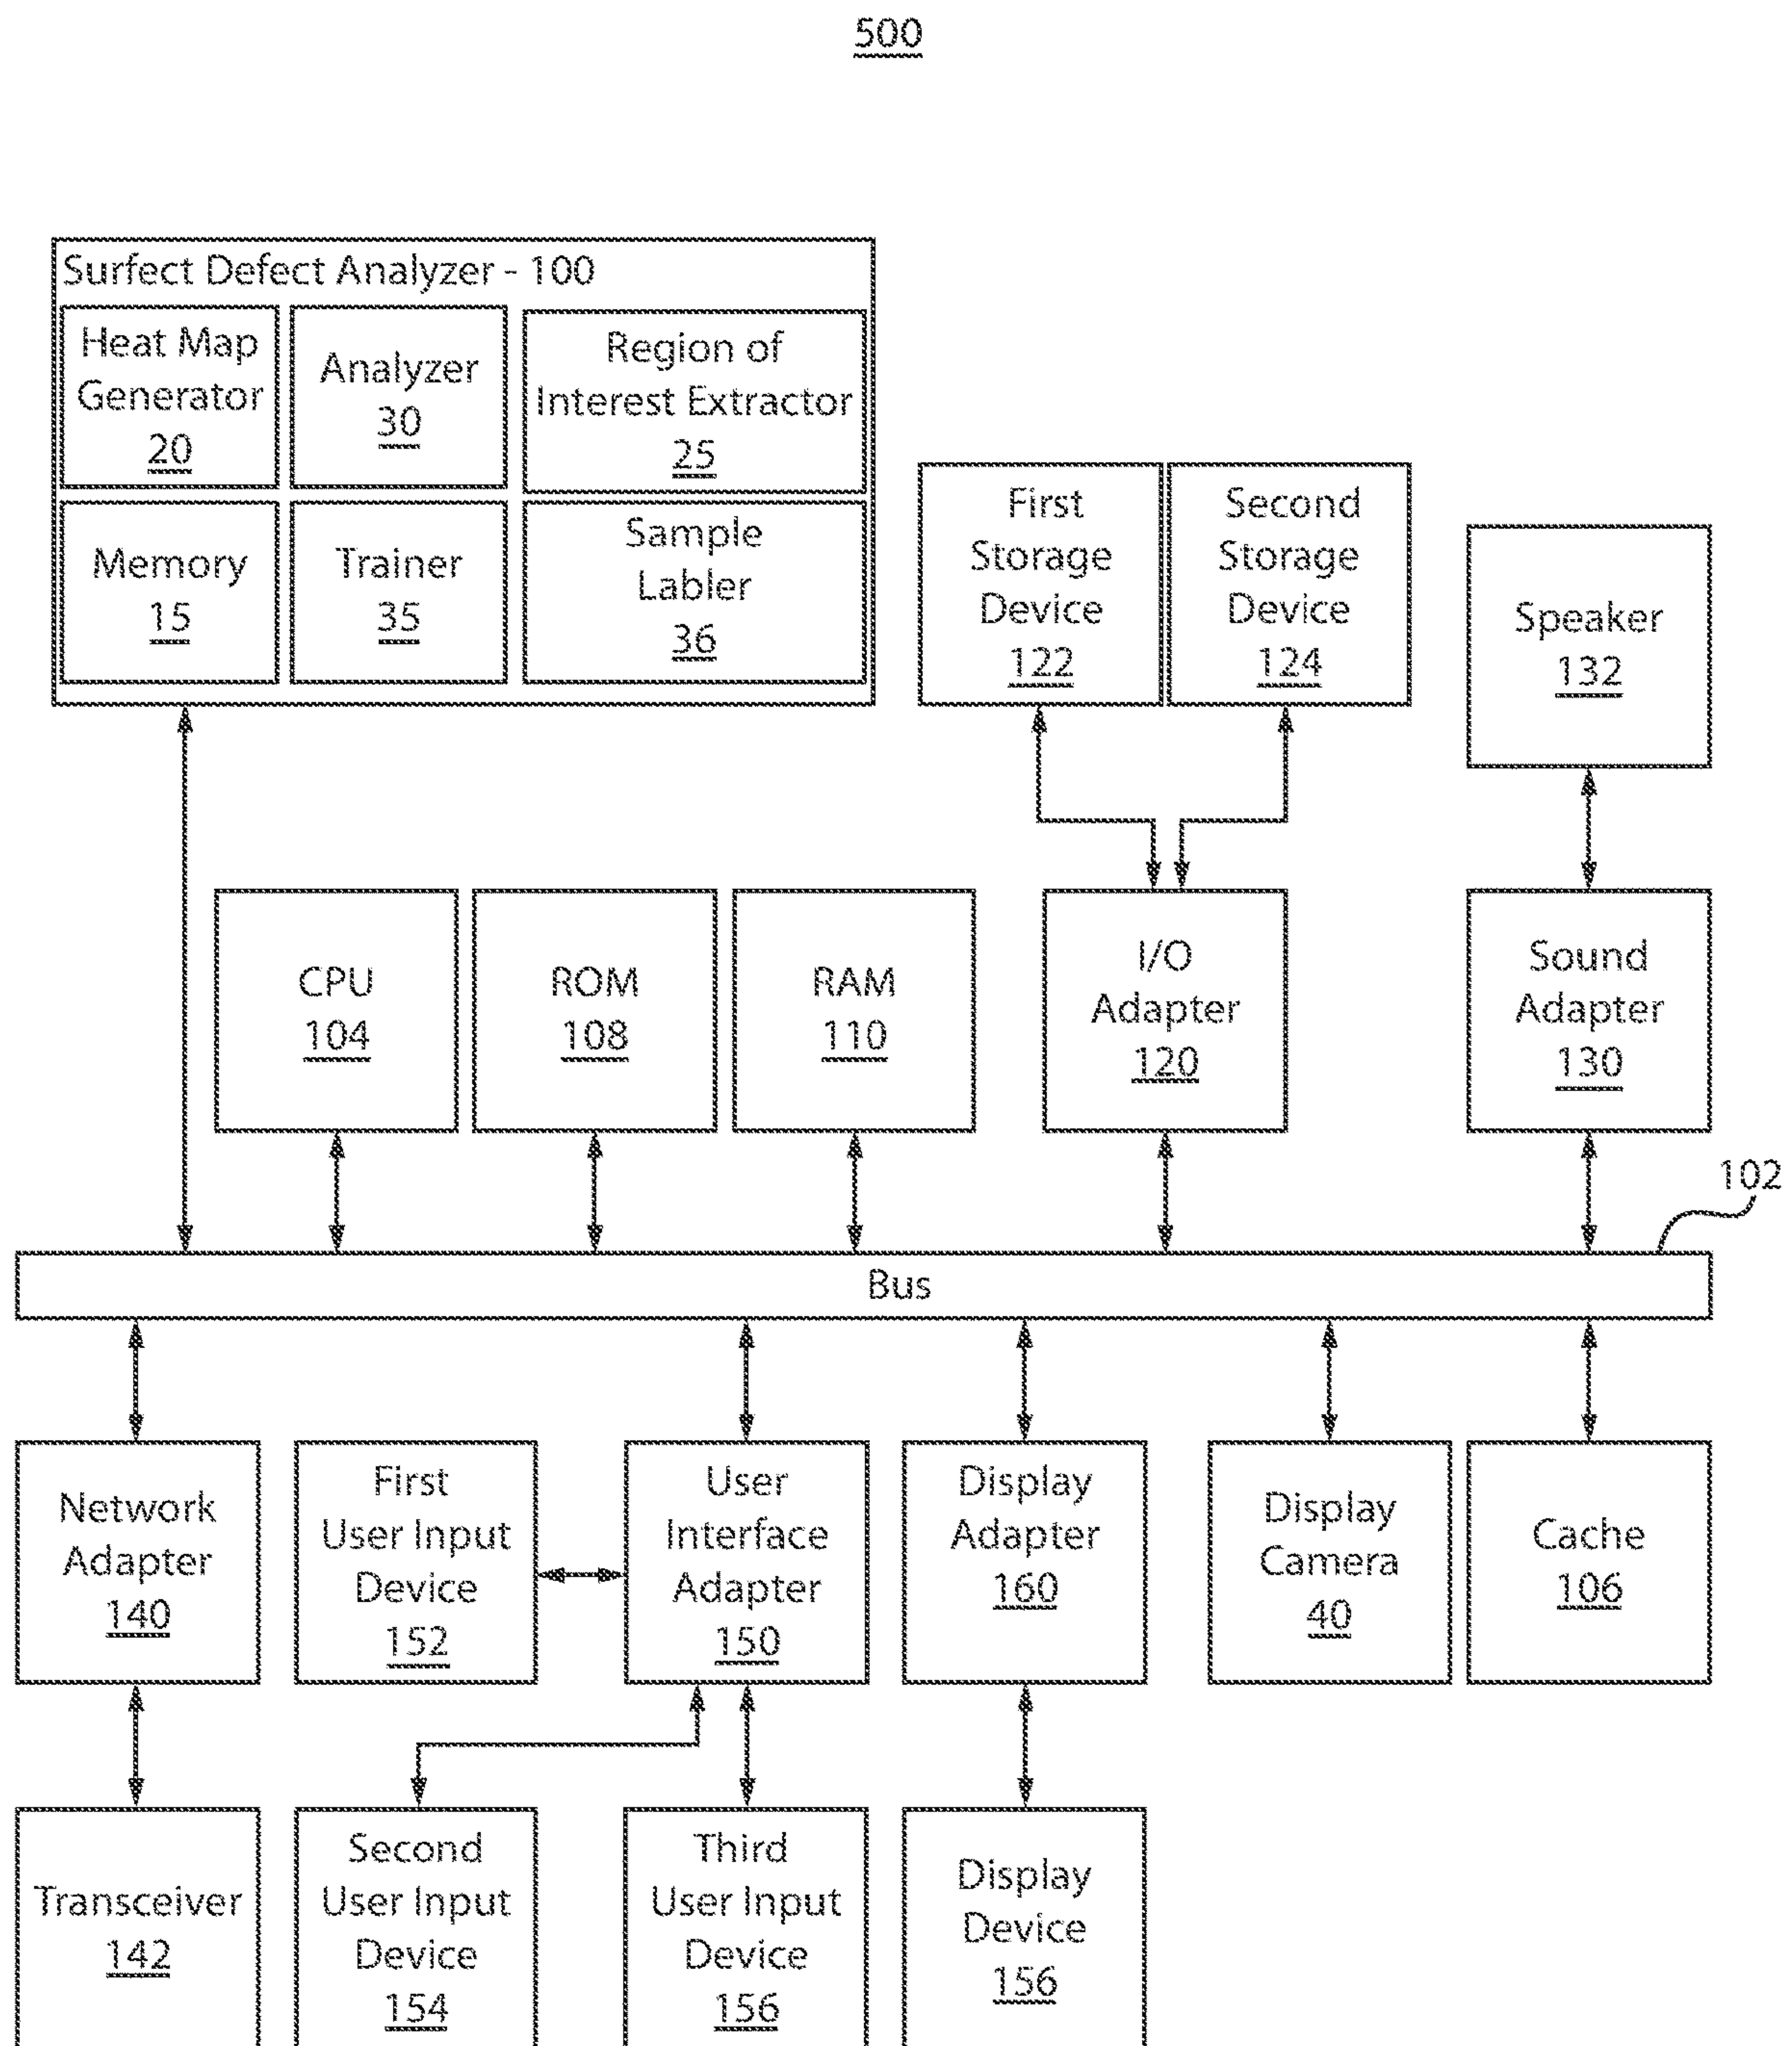 500
Surfect Defect Analyzer - 100
Heat Map
Generator
20
Analyzer
30
Region of
Interest Extractor
25
Memory
15
Trainer
35
Sample
Labler
36
First
Storage
Device
122
Second
Storage
Device
124
Speaker
132
CPU
104
ROM
108
RAM
110
I/O
Adapter
120
Sound
Adapter
130
102
Bus
Network
Adapter
140
First
User Input
Device
152
User
Interface
Adapter
150
Display
Adapter
160
Display
Camera
40
Cache
106
Transceiver
142
Second
User Input
Device
154
Third
User Input
Device
156
Display
Device
156